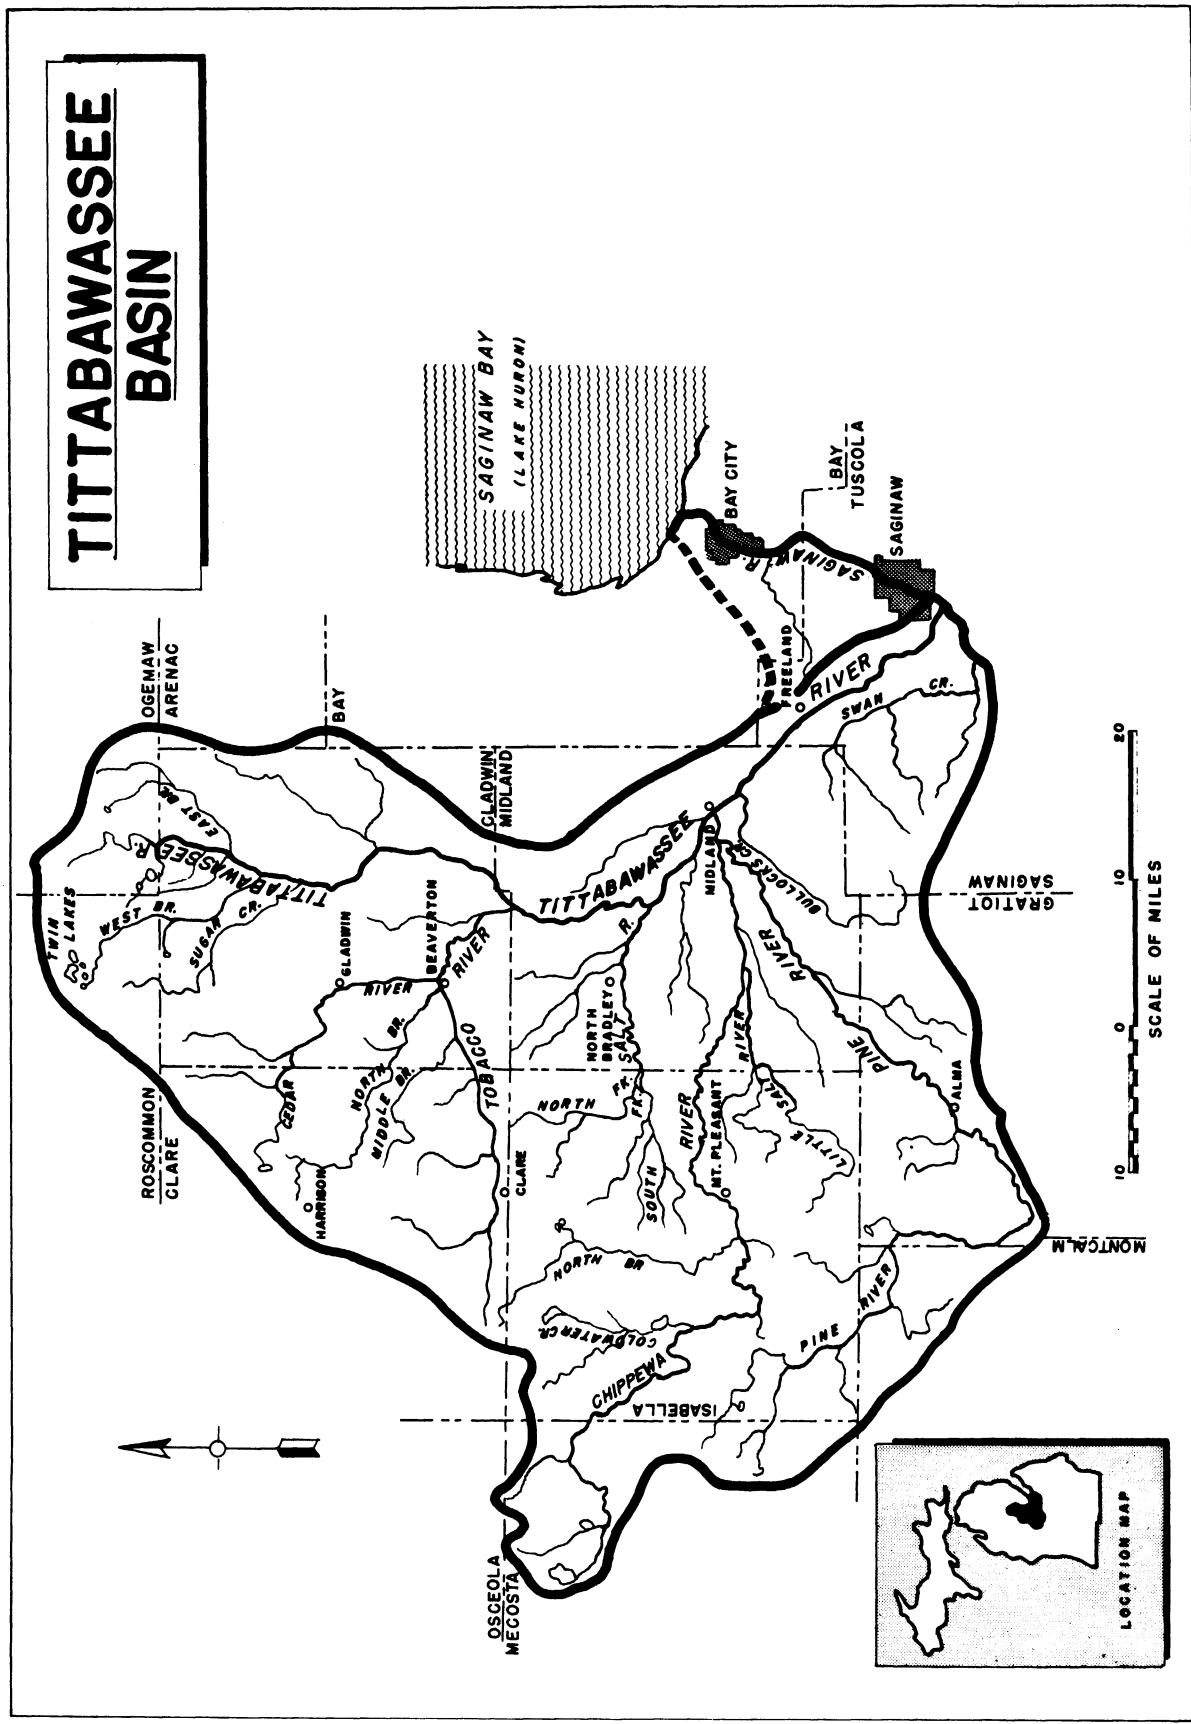 TITTABAWASSEE
BASIN
SAGINAW BAY
(LAKE HURON)
BAY CITY
BAY
TUSCOLA
SAGINAW
SAGINAW R.
FREELAND
RIVER
SWAN CR.
OGEMAW
ARENAC
BAY
GLADWIN
MIDLAND
EAST BR.
TITTABAWASSEE R.
TWIN LAKES
WEST BR.
SUGAR CR.
GLADWIN
BEAVERTON
RIVER
TITTABAWASSEE
MIDLAND
BULLOCKS CR.
GRATIOT
SAGINAW
CEDAR RIVER
NORTH BR.
MIDDLE BR.
TOBACCO
ROSCOMMON
CLARE
HARRISON
CLARE
NORTH
BRADLEY
SALT R.
NORTH FK.
SOUTH FK.
RIVER
MT. PLEASANT
LITTLE SALT RIVER
PINE RIVER
ALMA
MONTCALM
NORTH BR
COLDWATER CR.
CHIPPEWA
PINE RIVER
ISABELLA
OSCEOLA
MECOSTA
10 0 10 20
SCALE OF MILES
LOCATION MAP